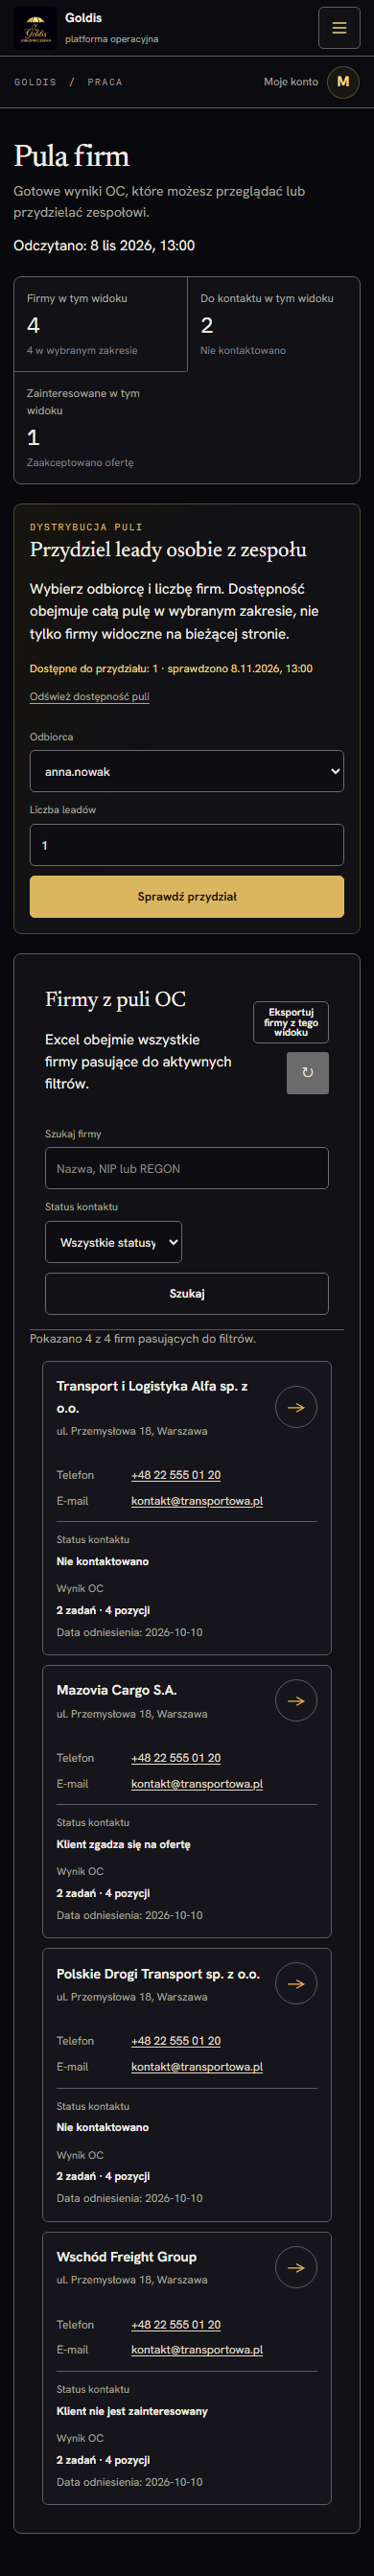 Goldis
Goldis
platforma operacyjna
GOLDIS / PRACA
Moje konto
M
Pula firm
Gotowe wyniki OC, które możesz przeglądać lub
przydzielać zespołowi.
Odczytano: 8 lis 2026, 13:00
Firmy w tym widoku
4
4 w wybranym zakresie
Do kontaktu w tym widoku
2
Nie kontaktowano
Zainteresowane w tym
widoku
1
Zaakceptowano ofertę
DYSTRYBUCJA PULI
Przydziel leady osobie z zespołu
Wybierz odbiorcę i liczbę firm. Dostępność
obejmuje całą pulę w wybranym zakresie, nie
tylko firmy widoczne na bieżącej stronie.
Dostępne do przydziału: 1 · sprawdzono 8.11.2026, 13:00
Odśwież dostępność puli
Odbiorca
anna.nowak
Liczba leadów
1
Sprawdź przydział
Firmy z puli OC
Excel obejmie wszystkie
firmy pasujące do aktywnych
filtrów.
Eksportuj
firmy z tego
widoku
Szukaj firmy
Nazwa, NIP lub REGON
Status kontaktu
Wszystkie statusy
Szukaj
Pokazano 4 z 4 firm pasujących do filtrów.
Transport i Logistyka Alfa sp. z
o.o.
ul. Przemysłowa 18, Warszawa
Telefon +48 22 555 01 20
E-mail kontakt@transportowa.pl
Status kontaktu
Nie kontaktowano
Wynik OC
2 zadań · 4 pozycji
Data odniesienia: 2026-10-10
Mazovia Cargo S.A.
ul. Przemysłowa 18, Warszawa
Telefon +48 22 555 01 20
E-mail kontakt@transportowa.pl
Status kontaktu
Klient zgadza się na ofertę
Wynik OC
2 zadań · 4 pozycji
Data odniesienia: 2026-10-10
Polskie Drogi Transport sp. z o.o.
ul. Przemysłowa 18, Warszawa
Telefon +48 22 555 01 20
E-mail kontakt@transportowa.pl
Status kontaktu
Nie kontaktowano
Wynik OC
2 zadań · 4 pozycji
Data odniesienia: 2026-10-10
Wschód Freight Group
ul. Przemysłowa 18, Warszawa
Telefon +48 22 555 01 20
E-mail kontakt@transportowa.pl
Status kontaktu
Klient nie jest zainteresowany
Wynik OC
2 zadań · 4 pozycji
Data odniesienia: 2026-10-10